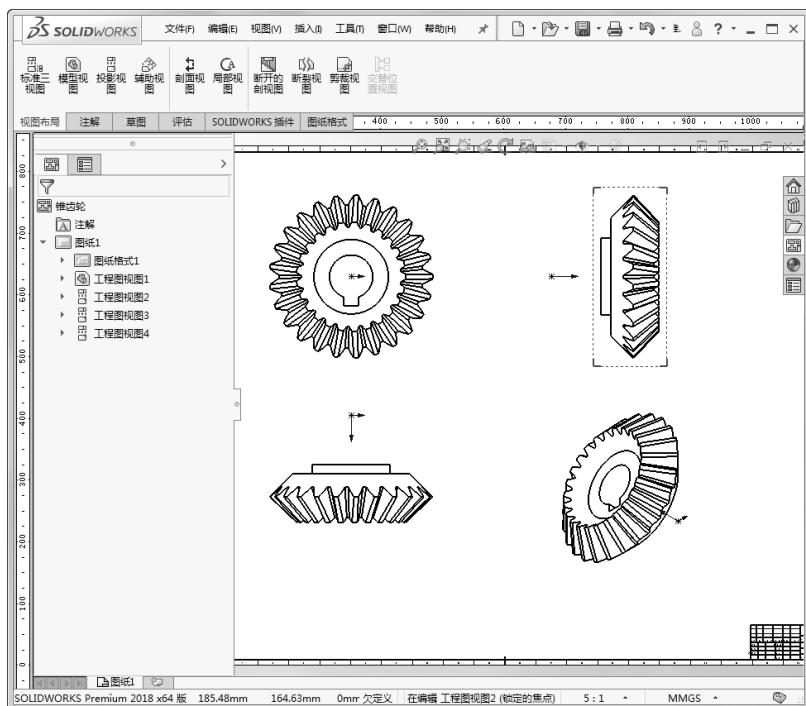 SOLIDWORKS 文件(F) 编辑(E) 视图(V) 插入(I) 工具(T) 窗口(W) 帮助(H)
标准三视图 模型视图 投影视图 辅助视图 剖面视图 局部视图 断开的剖视图 断裂视图 剪裁视图 交替位置视图
视图布局 注解 草图 评估 SOLIDWORKS 插件 图纸格式 400 500 600 700 800 900 1000
锥齿轮
注解
图纸1
图纸格式1
工程图视图1
工程图视图2
工程图视图3
工程图视图4
800
700
600
500
400
300
200
100
0
图纸1
SOLIDWORKS Premium 2018 x64 版 185.48mm 164.63mm 0mm 欠定义 在编辑 工程图视图2 (锁定的焦点) 5 : 1 MMGS